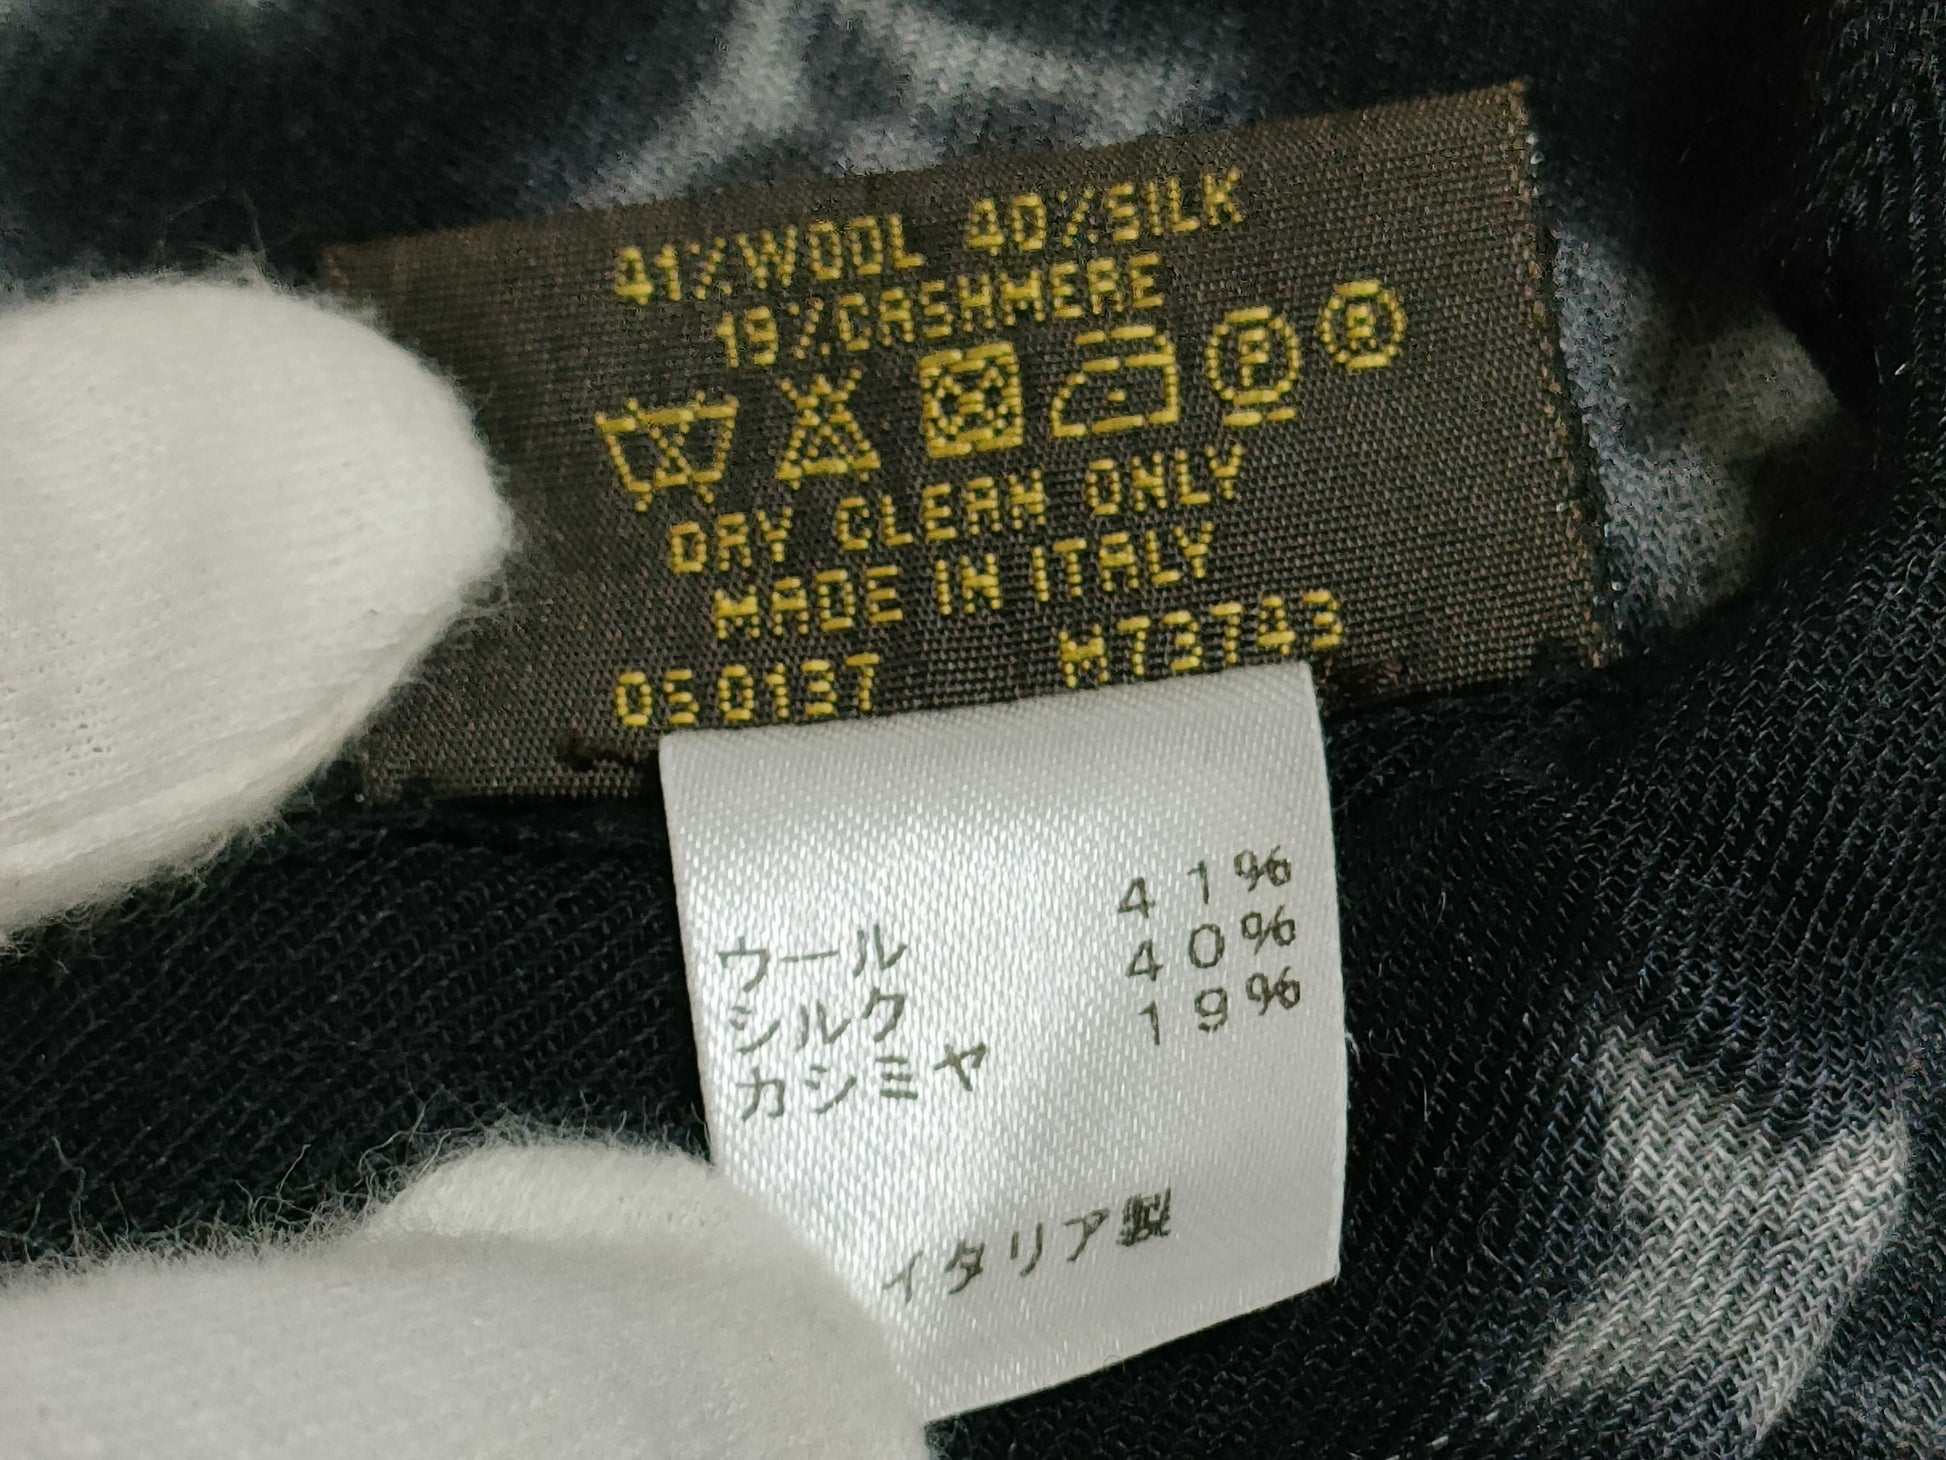 41%WOOL 40%SILK
19%CASHMERE
P R
DRY CLEAN ONLY
MADE IN ITALY
050137 M73743
ウール 41%
シルク 40%
カシミヤ 19%
イタリア製